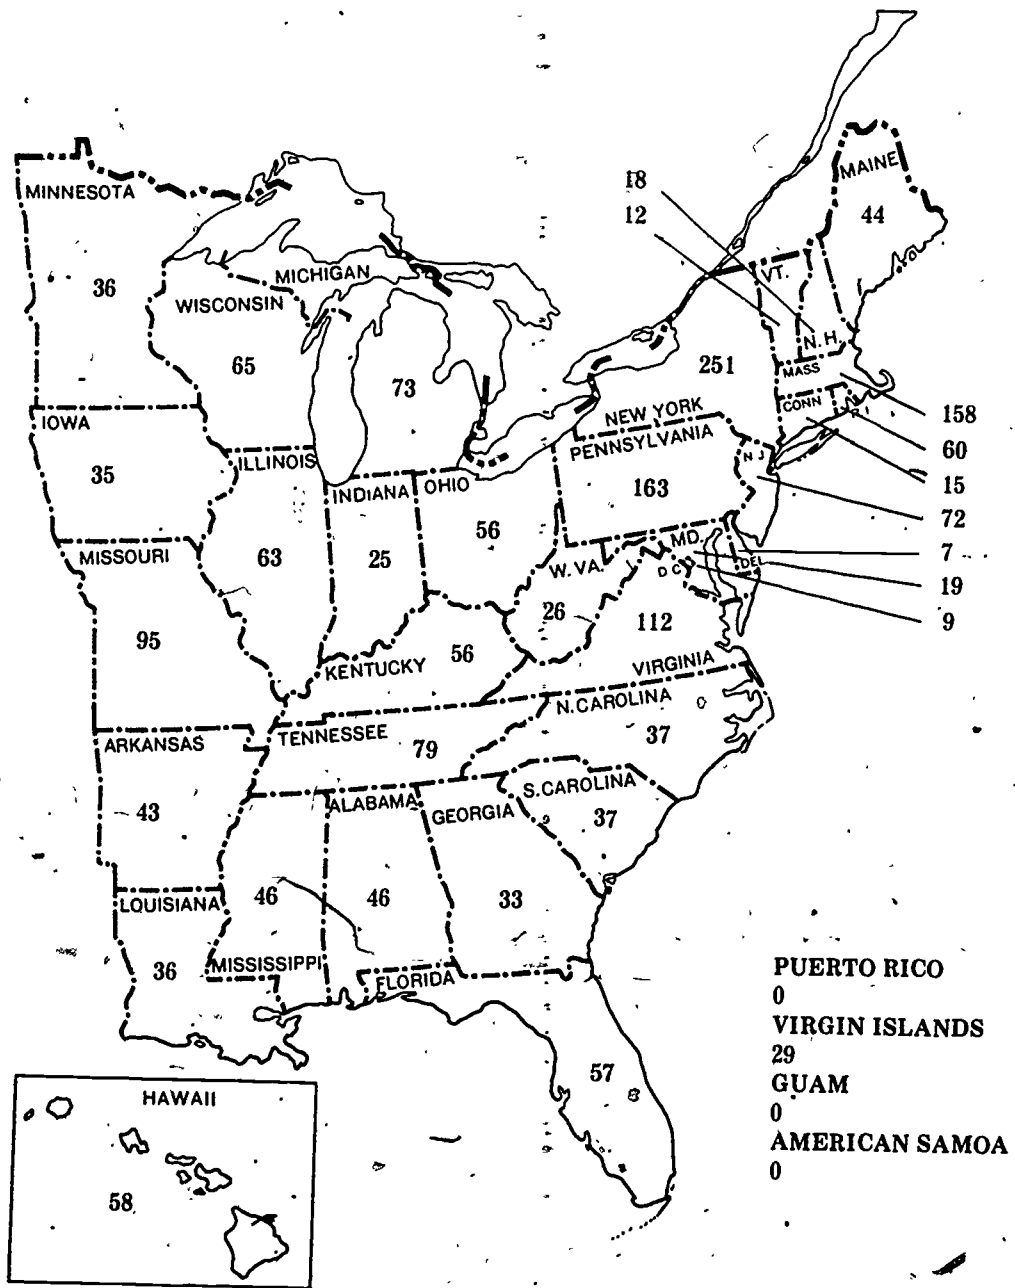 MAINE
44
18
12
MINNESOTA
36
MICHIGAN
73
WISCONSIN
65
VT.
N. H.
MASS
CONN
R I
251
NEW YORK
158
60
15
72
7
19
9
IOWA
35
ILLINOIS
63
INDIANA
25
OHIO
56
PENNSYLVANIA
163
N J
MD.
DEL
D C
W. VA.
26
MISSOURI
95
KENTUCKY
56
112
VIRGINIA
N. CAROLINA
37
ARKANSAS
43
TENNESSEE
79
S. CAROLINA
37
ALABAMA
46
GEORGIA
33
46
MISSISSIPPI
LOUISIANA
36
FLORIDA
57
PUERTO RICO
0
VIRGIN ISLANDS
29
GUAM
0
AMERICAN SAMOA
0
HAWAII
58